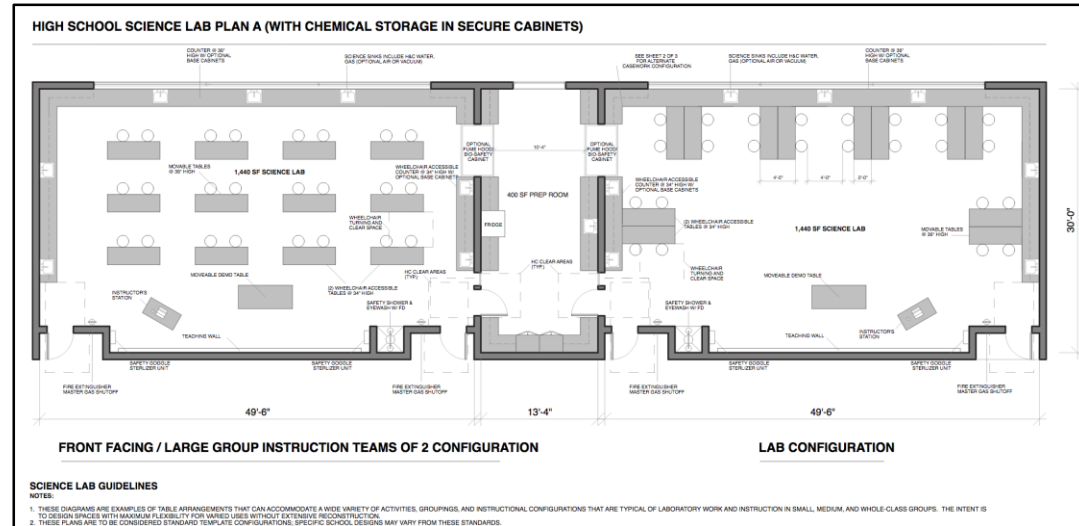 HIGH SCHOOL SCIENCE LAB PLAN A (WITH CHEMICAL STORAGE IN SECURE CABINETS)
COUNTER @ 36"
HIGH W/ OPTIONAL
BASE CABINETS
SCIENCE SINKS INCLUDE H&C WATER,
GAS (OPTIONAL AIR OR VACUUM)
SEE SHEET 2 OF 3
FOR ALTERNATE
CASEWORK CONFIGURATION
SCIENCE SINKS INCLUDE H&C WATER,
GAS (OPTIONAL AIR OR VACUUM)
COUNTER @ 36"
HIGH W/ OPTIONAL
BASE CABINETS
MOVABLE TABLES
@ 36" HIGH
1,440 SF SCIENCE LAB
WHEELCHAIR ACCESSIBLE
COUNTER @ 34" HIGH W/
OPTIONAL BASE CABINETS
OPTIONAL
FUME HOOD/
BIO-SAFETY
CABINET
OPTIONAL
FUME HOOD/
BIO-SAFETY
CABINET
400 SF PREP ROOM
FRIDGE
WHEELCHAIR
TURNING AND
CLEAR SPACE
HC CLEAR AREAS
(TYP.)
HC CLEAR AREAS
(TYP.)
MOVEABLE DEMO TABLE
(2) WHEELCHAIR ACCESSIBLE
TABLES @ 34" HIGH
INSTRUCTOR'S
STATION
SAFETY SHOWER &
EYEWASH W/ FD
TEACHING WALL
SAFETY GOGGLE
STERLIZER UNIT
SAFETY GOGGLE
STERLIZER UNIT
FIRE EXTINGUISHER
MASTER GAS SHUTOFF
FIRE EXTINGUISHER
MASTER GAS SHUTOFF
4'-0"
4'-0"
2'-0"
WHEELCHAIR ACCESSIBLE
COUNTER @ 34" HIGH W/
OPTIONAL BASE CABINETS
(2) WHEELCHAIR ACCESSIBLE
TABLES @ 34" HIGH
1,440 SF SCIENCE LAB
MOVABLE TABLES
@ 36" HIGH
WHEELCHAIR
TURNING AND
CLEAR SPACE
MOVEABLE DEMO TABLE
SAFETY SHOWER &
EYEWASH W/ FD
TEACHING WALL
INSTRUCTOR'S
STATION
SAFETY GOGGLE
STERLIZER UNIT
SAFETY GOGGLE
STERLIZER UNIT
FIRE EXTINGUISHER
MASTER GAS SHUTOFF
FIRE EXTINGUISHER
MASTER GAS SHUTOFF
30'-0"
49'-6"
13'-4"
49'-6"
FRONT FACING / LARGE GROUP INSTRUCTION TEAMS OF 2 CONFIGURATION
LAB CONFIGURATION
SCIENCE LAB GUIDELINES
NOTES:
1. THESE DIAGRAMS ARE EXAMPLES OF TABLE ARRANGEMENTS THAT CAN ACCOMMODATE A WIDE VARIETY OF ACTIVITIES, GROUPINGS, AND INSTRUCTIONAL CONFIGURATIONS THAT ARE TYPICAL OF LABORATORY WORK AND INSTRUCTION IN SMALL, MEDIUM, AND WHOLE-CLASS GROUPS. THE INTENT IS
TO DESIGN SPACES WITH MAXIMUM FLEXIBILITY FOR VARIED USES WITHOUT EXTENSIVE RECONSTRUCTION.
2. THESE PLANS ARE TO BE CONSIDERED STANDARD TEMPLATE CONFIGURATIONS; SPECIFIC SCHOOL DESIGNS MAY VARY FROM THESE STANDARDS.